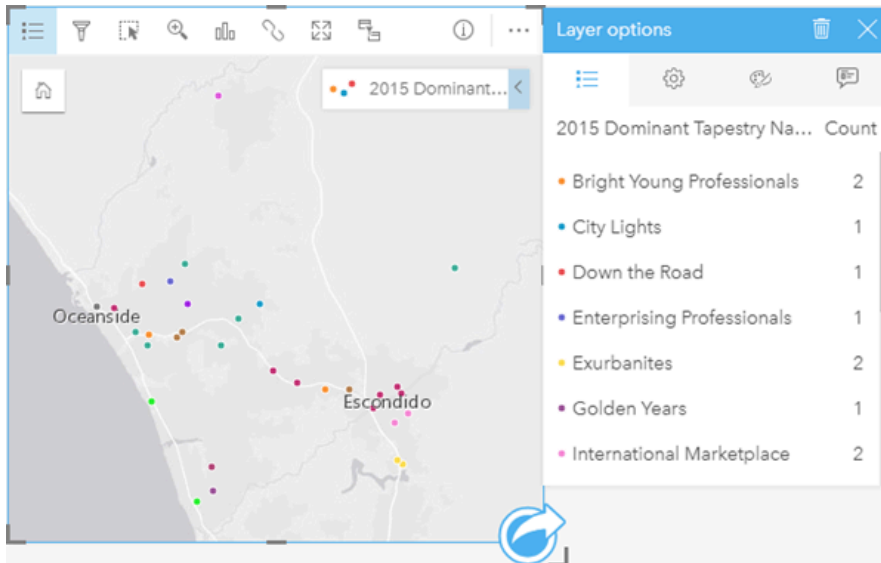 2015 Dominant...
Oceanside
Escondido
Layer options
2015 Dominant Tapestry Na... Count
Bright Young Professionals 2
City Lights 1
Down the Road 1
Enterprising Professionals 1
Exurbanites 2
Golden Years 1
International Marketplace 2